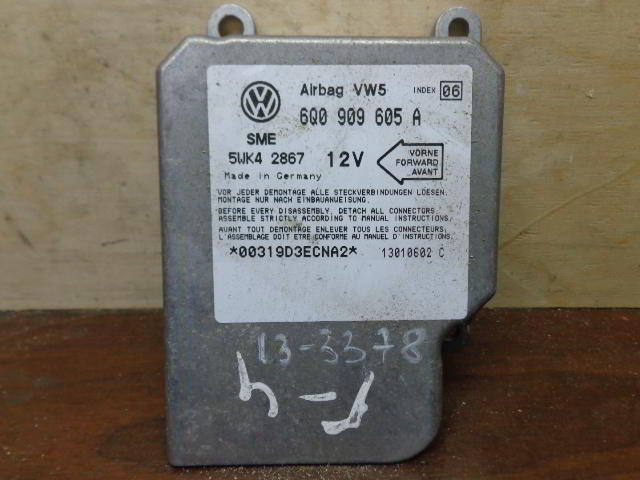 Airbag VW5 INDEX 06
6Q0 909 605 A
SME
5WK4 2867 12V
VORNE
FORWARD
AVANT
Made in Germany
VOR JEDER DEMONTAGE ALLE STECKVERBINDUNGEN LOESEN.
MONTAGE NUR NACH EINBAUANWEISUNG.
BEFORE EVERY DISASSEMBLY, DETACH ALL CONNECTORS
ASSEMBLE STRICTLY ACCORDING TO MANUAL INSTRUCTIONS.
AVANT TOUT DEMONTAGE ENLEVER TOUS LES CONNECTEURS.
L'ASSEMBLAGE DOIT ETRE CONFORME AU MANUEL D'INSTRUCTIONS.
*00319D3ECNA2* 13010602 C
13-3378